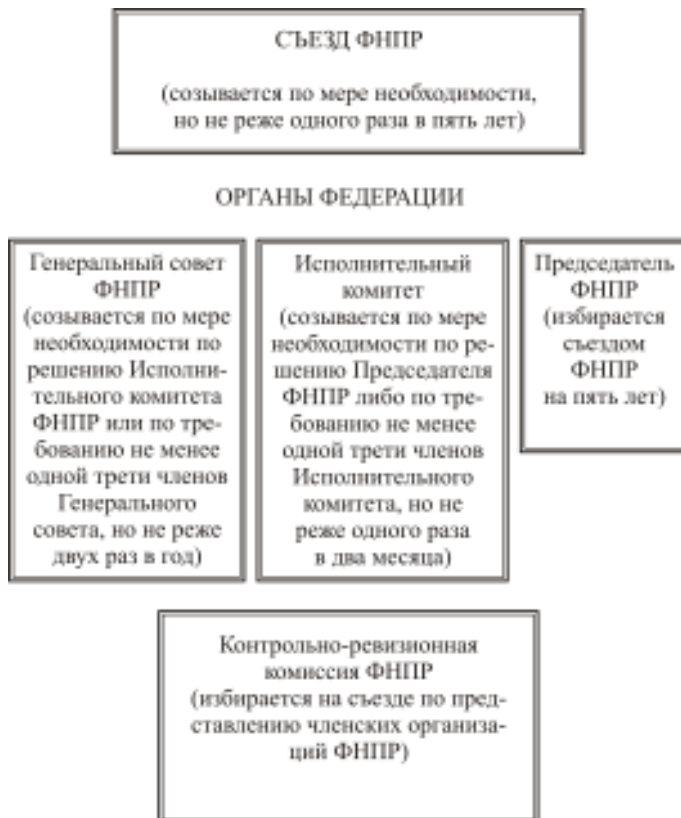 СЪЕЗД ФНПР
(созывается по мере необходимости,
но не реже одного раза в пять лет)
ОРГАНЫ ФЕДЕРАЦИИ
Генеральный совет
ФНПР
(созывается по мере
необходимости по
решению Исполни-
тельного комитета
ФНПР или по тре-
бованию не менее
одной трети членов
Генерального
совета, но не реже
двух раз в год)
Исполнительный
комитет
(созывается по мере
необходимости по ре-
шению Председателя
ФНПР либо по тре-
бованию не менее
одной трети членов
Исполнительного
комитета, но не
реже одного раза
в два месяца)
Председатель
ФНПР
(избирается
съездом
ФНПР
на пять лет)
Контрольно-ревизионная
комиссия ФНПР
(избирается на съезде по пред-
ставлению членских организа-
ций ФНПР)